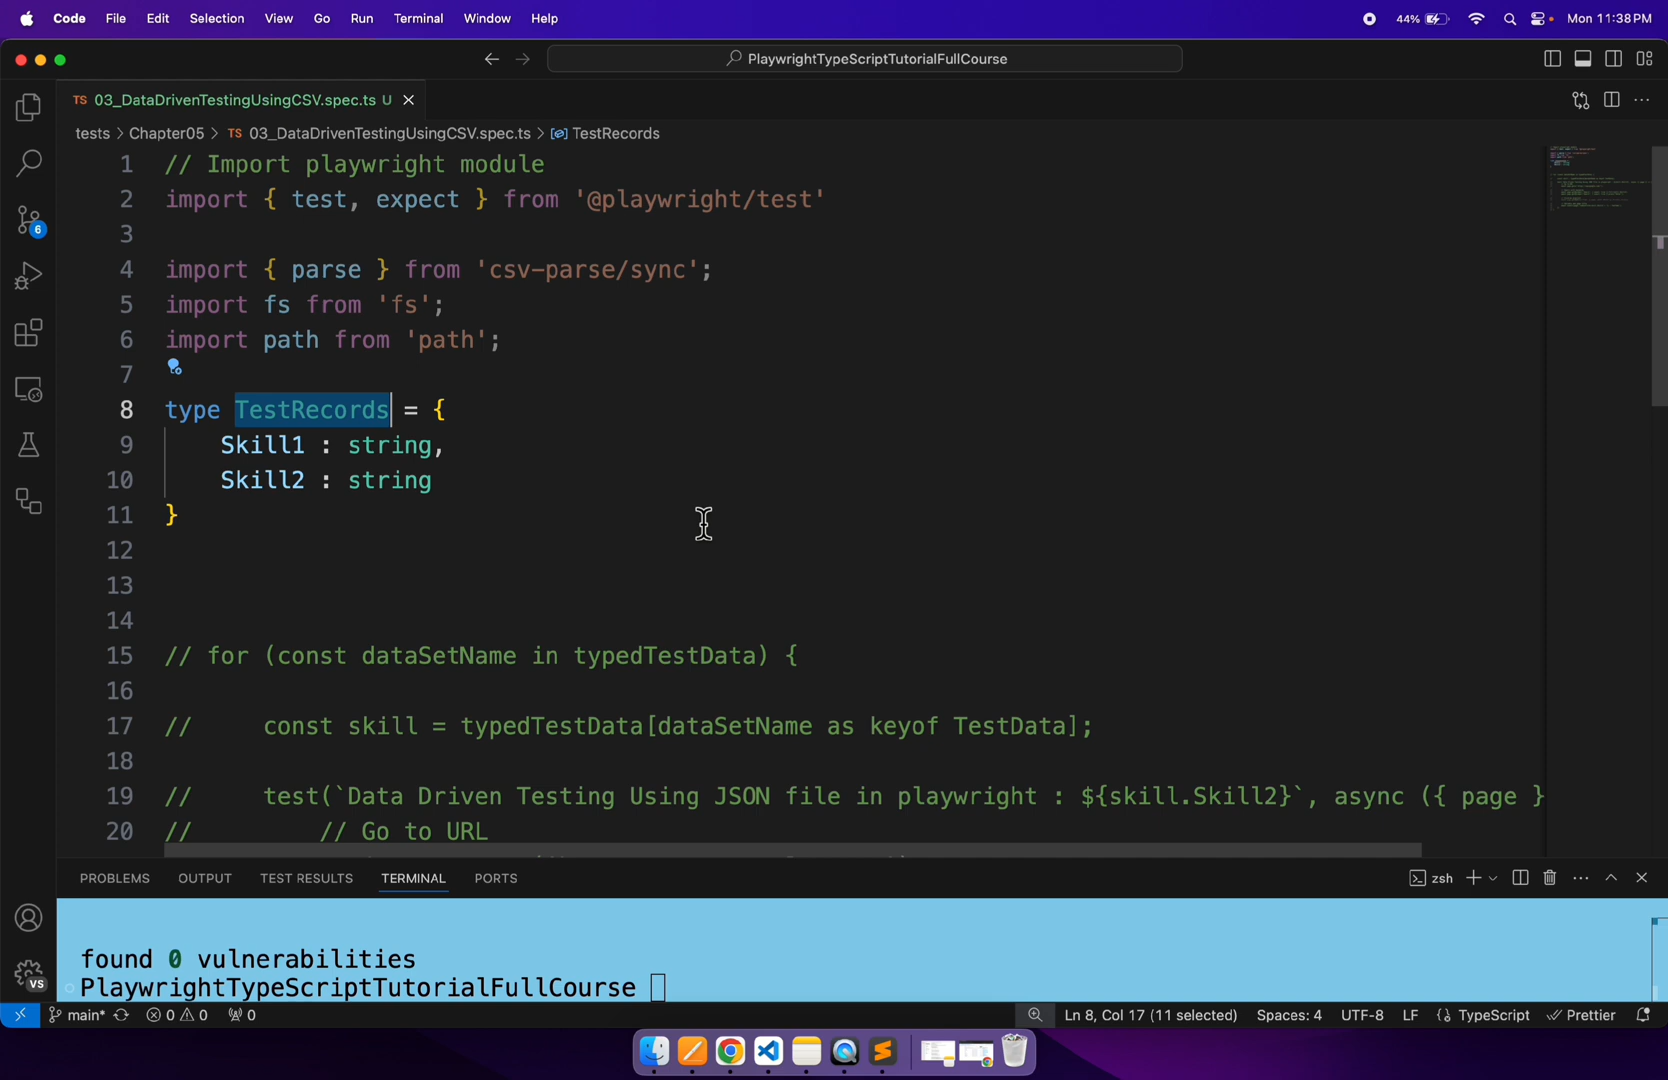 Code File Edit Selection View Go Run Terminal Window Help 44% Mon 11:38 PM
PlaywrightTypeScriptTutorialFullCourse
TS 03_DataDrivenTestingUsingCSV.spec.ts U
tests > Chapter05 > TS 03_DataDrivenTestingUsingCSV.spec.ts > TestRecords
1 // Import playwright module
2 import { test, expect } from '@playwright/test'
3
4 import { parse } from 'csv-parse/sync';
5 import fs from 'fs';
6 import path from 'path';
7
8 type TestRecords = {
9 Skill1 : string,
10 Skill2 : string
11 }
12
13
14
15 // for (const dataSetName in typedTestData) {
16
17 // const skill = typedTestData[dataSetName as keyof TestData];
18
19 // test(`Data Driven Testing Using JSON file in playwright : ${skill.Skill2}`, async ({ page }
20 // // Go to URL
6
PROBLEMS OUTPUT TEST RESULTS TERMINAL PORTS zsh
found 0 vulnerabilities
PlaywrightTypeScriptTutorialFullCourse
VS
main* 0 0 0 Ln 8, Col 17 (11 selected) Spaces: 4 UTF-8 LF {} TypeScript Prettier